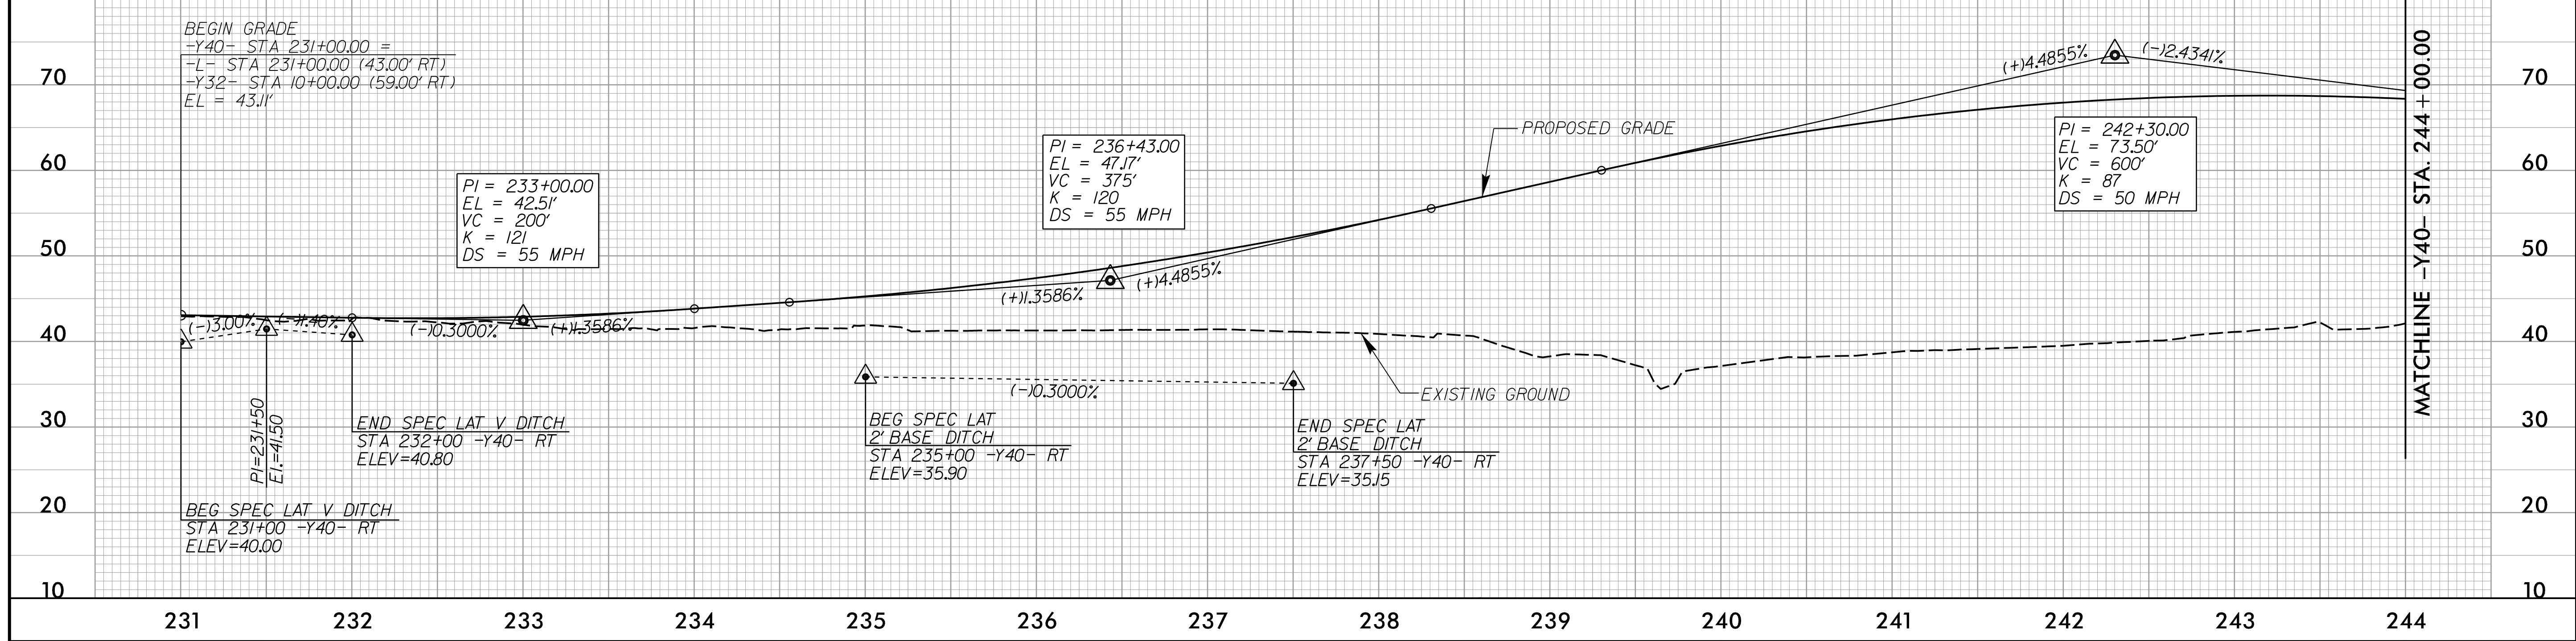 BEGIN GRADE
-Y40- STA 231+00.00 =
-L- STA 231+00.00 (43.00' RT)
-Y32- STA 10+00.00 (59.00' RT)
EL = 43.11'
70
60
50
40
30
20
10
PI = 233+00.00
EL = 42.51'
VC = 200'
K = 121
DS = 55 MPH
PI = 236+43.00
EL = 47.17'
VC = 375'
K = 120
DS = 55 MPH
PROPOSED GRADE
(+)4.4855%
(-)2.4341%
PI = 242+30.00
EL = 73.50'
VC = 600'
K = 87
DS = 50 MPH
MATCHLINE -Y40- STA. 244+00.00
70
60
50
40
30
20
10
(-)3.00%
(-)0.3000%
(+)1.3586%
(+)1.3586%
(+)4.4855%
(-)0.3000%
EXISTING GROUND
PI=231+50
El.=41.50
END SPEC LAT V DITCH
STA 232+00 -Y40- RT
ELEV=40.80
BEG SPEC LAT V DITCH
STA 231+00 -Y40- RT
ELEV=40.00
BEG SPEC LAT
2' BASE DITCH
STA 235+00 -Y40- RT
ELEV=35.90
END SPEC LAT
2' BASE DITCH
STA 237+50 -Y40- RT
ELEV=35.15
231 232 233 234 235 236 237 238 239 240 241 242 243 244